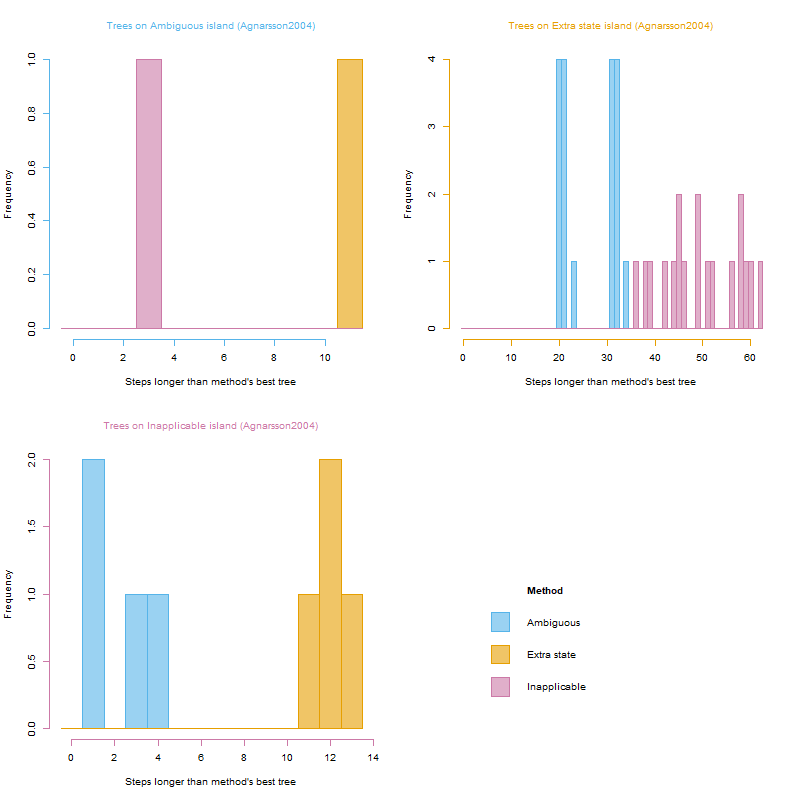 Trees on Ambiguous island (Agnarsson2004)
Frequency
0.0 0.2 0.4 0.6 0.8 1.0
0 2 4 6 8 10
Steps longer than method's best tree
Trees on Extra state island (Agnarsson2004)
Frequency
0 1 2 3 4
0 10 20 30 40 50 60
Steps longer than method's best tree
Trees on Inapplicable island (Agnarsson2004)
Frequency
0.0 0.5 1.0 1.5 2.0
0 2 4 6 8 10 12 14
Steps longer than method's best tree
Method
Ambiguous
Extra state
Inapplicable